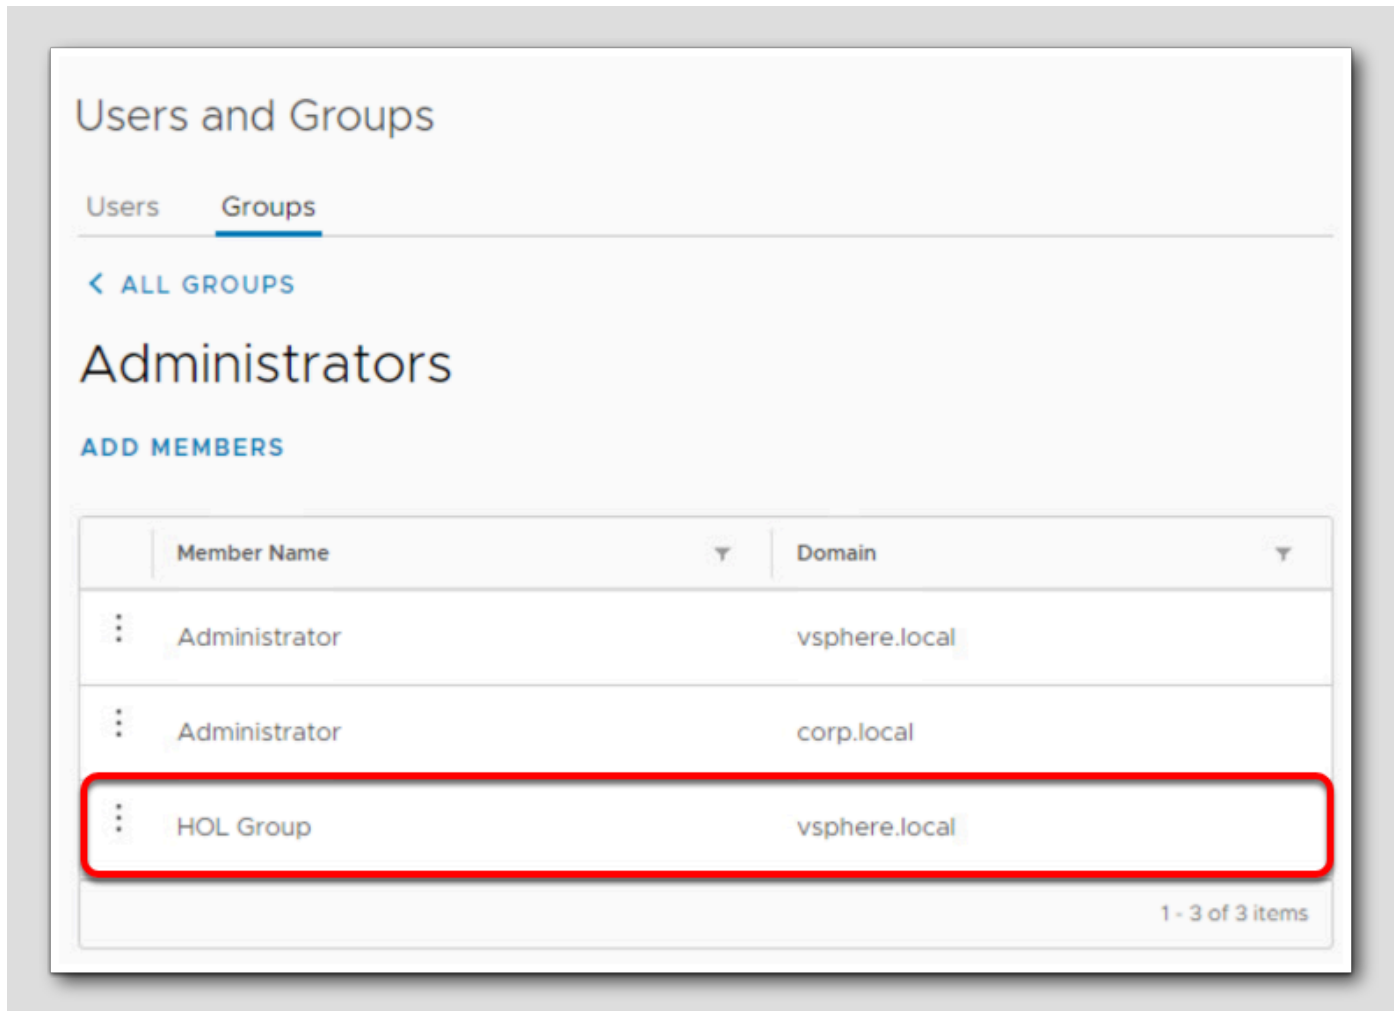 Users and Groups
Users Groups
ALL GROUPS
Administrators
ADD MEMBERS
Member Name Domain
Administrator vsphere.local
Administrator corp.local
HOL Group vsphere.local
1 - 3 of 3 items